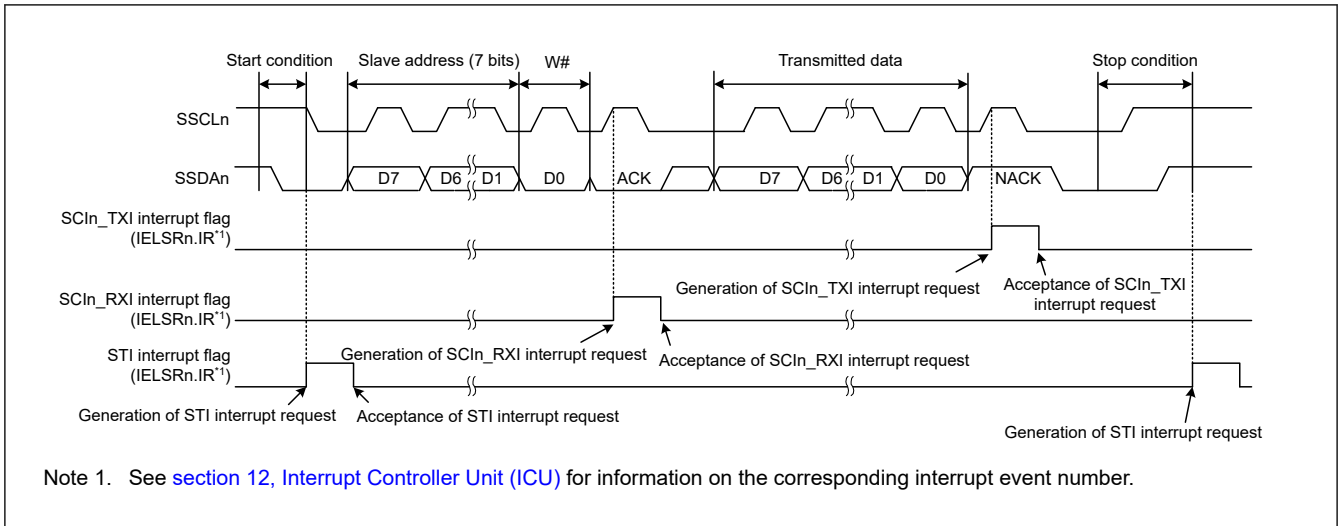 Start condition
Slave address (7 bits)
W#
Transmitted data
Stop condition
SSCLn
SSDAn
D7
D6
D1
D0
ACK
D7
D6
D1
D0
NACK
SCIn_TXI interrupt flag
(IELSRn.IR*1)
Generation of SCIn_TXI interrupt request
Acceptance of SCIn_TXI
interrupt request
SCIn_RXI interrupt flag
(IELSRn.IR*1)
Generation of SCIn_RXI interrupt request
Acceptance of SCIn_RXI interrupt request
STI interrupt flag
(IELSRn.IR*1)
Generation of STI interrupt request
Acceptance of STI interrupt request
Generation of STI interrupt request
Note 1. See section 12, Interrupt Controller Unit (ICU) for information on the corresponding interrupt event number.